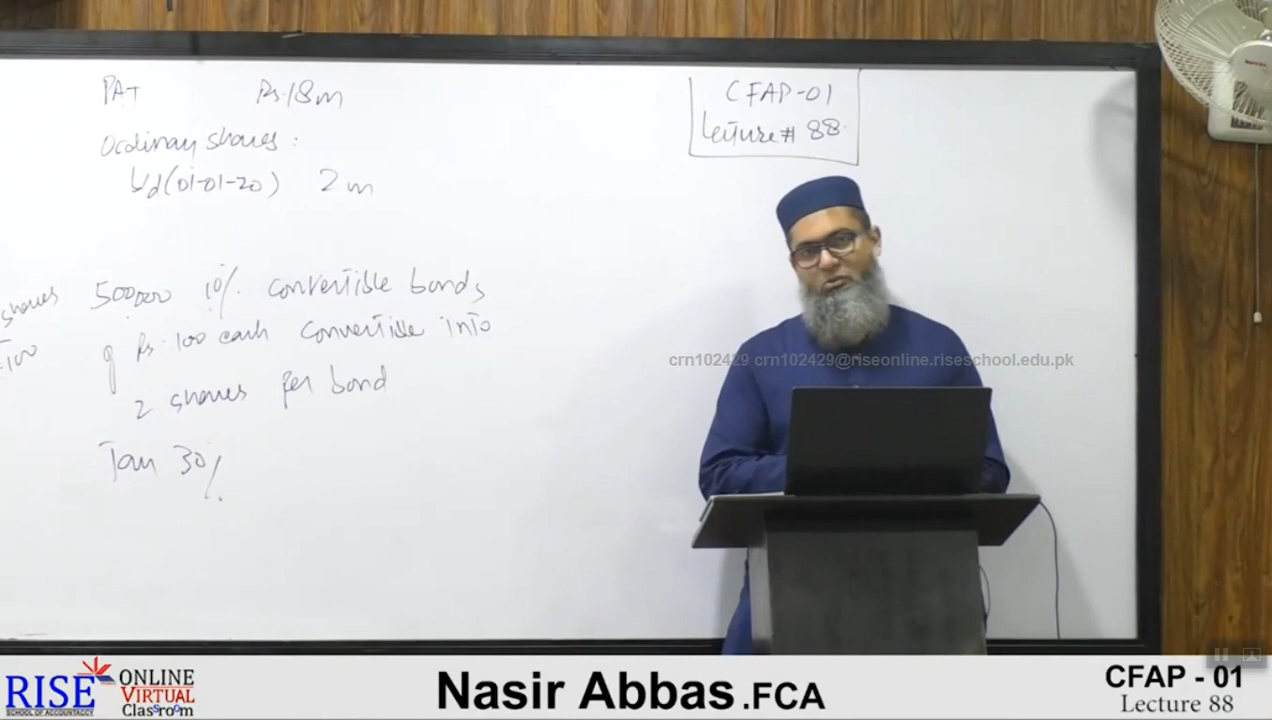 PAT Rs.18m
Ordinary shares:
b/d (01-01-20) 2m
shares
100
500000 10% convertible bonds
of Rs.100 each convertible into
2 shares per bond
Tax 30%
CFAP-01
Lecture # 88.
crn102429 crn102429@riseonline.riseschool.edu.pk
RISE
SCHOOL OF ACCOUNTANCY
ONLINE
VIRTUAL
Classroom
Nasir Abbas.FCA
CFAP - 01
Lecture 88